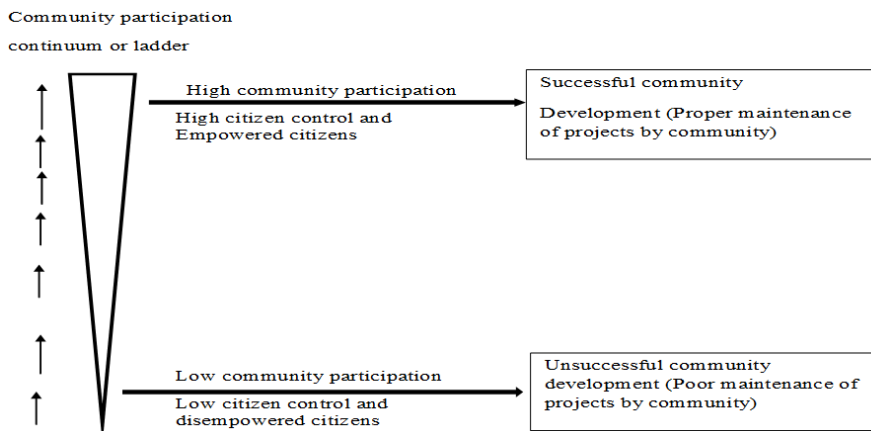 Community participation
continuum or ladder
High community participation
High citizen control and
Empowered citizens
Successful community
Development (Proper maintenance
of projects by community)
Low community participation
Low citizen control and
disempowered citizens
Unsuccessful community
development (Poor maintenance of
projects by community)